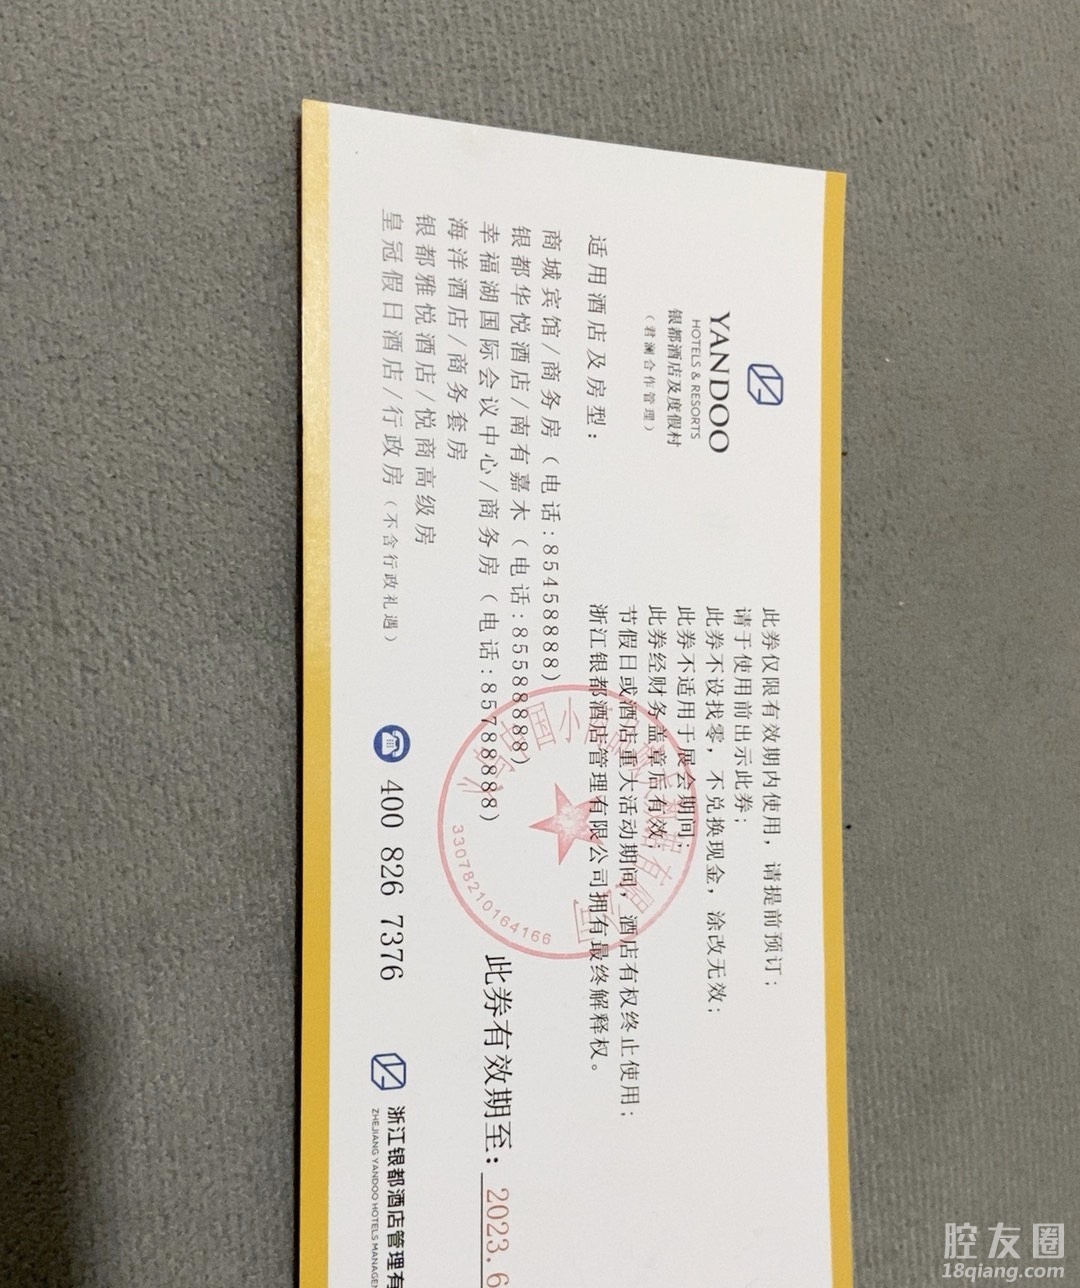 YANDOO
HOTELS & RESORTS
银都酒店及度假村
(君澜合作管理)
适用酒店及房型:
商城宾馆/商务房(电话:85458888)
银都华悦酒店/南有嘉木(电话:85588888)
幸福湖国际会议中心/商务房(电话:85788888)
海洋酒店/商务套房
银都雅悦酒店/悦商高级房
皇冠假日酒店/行政房(不含行政礼遇)
此券仅限有效期内使用,请提前预订;
请于使用前出示此券;
此券不设找零,不兑换现金,涂改无效;
此券不适用于展会期间;
此券经财务盖章后有效;
节假日或酒店重大活动期间,酒店有权终止使用;
浙江银都酒店管理有限公司拥有最终解释权。
33078210164166
此券有效期至:2023.6
400 826 7376
浙江银都酒店管理有
ZHEJIANG YANDOO HOTELS MANAGEM
腔友圈
18qiang.com